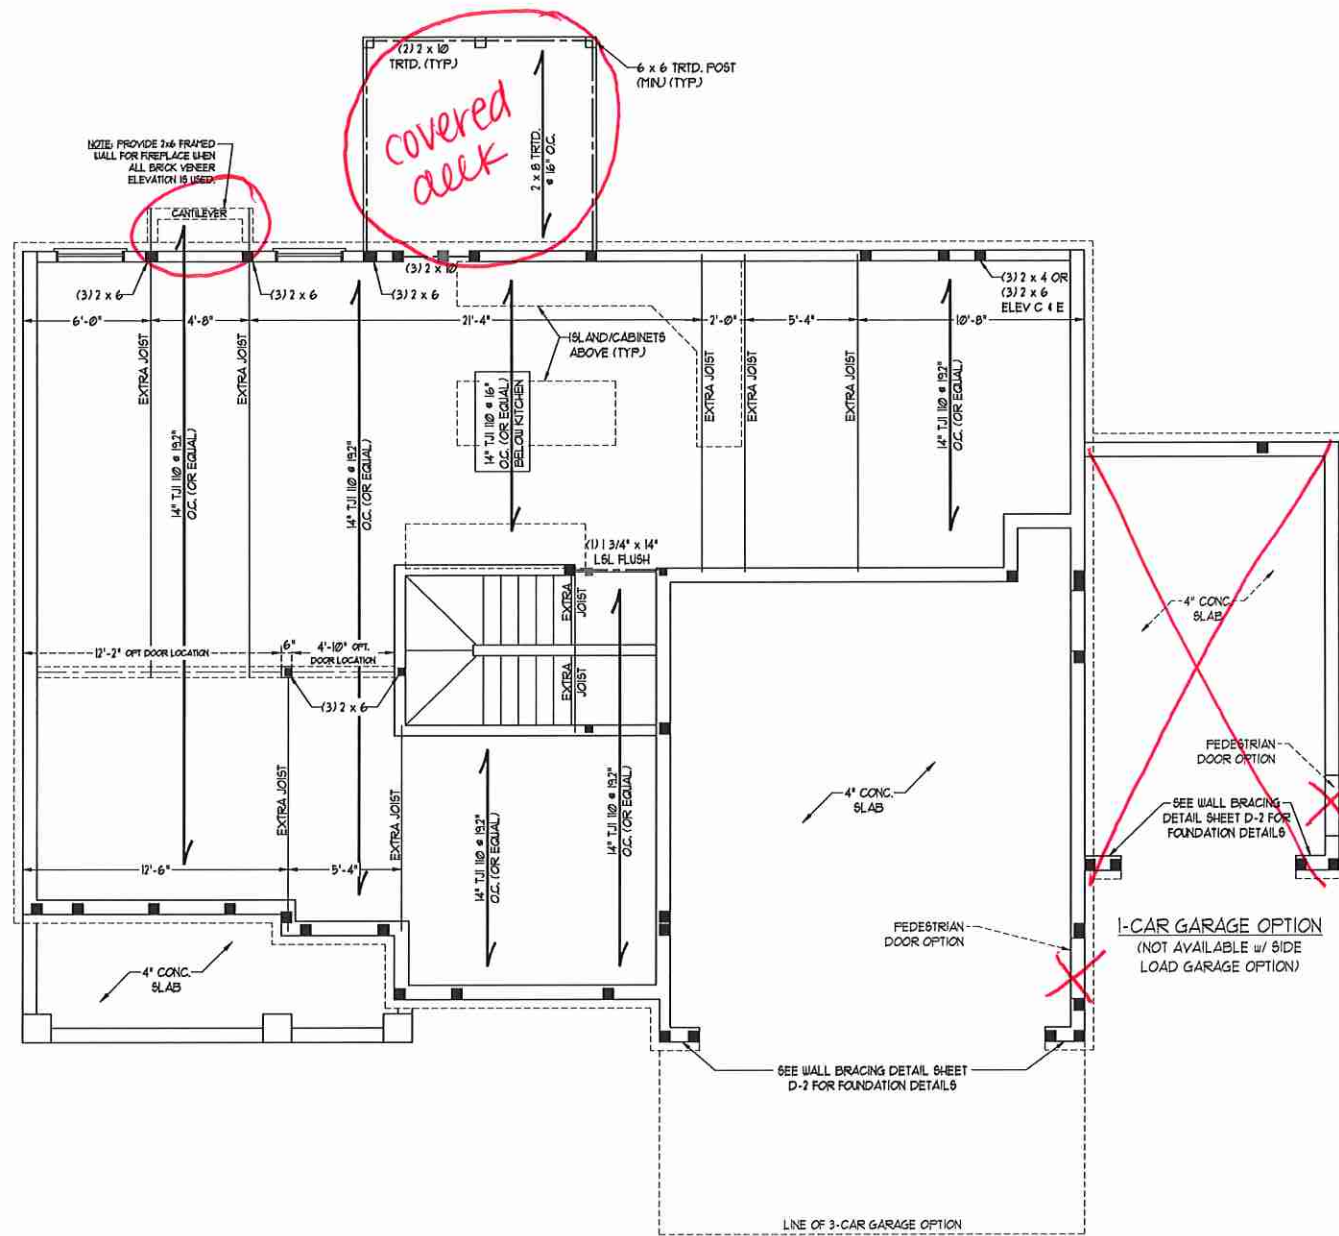 (2) 2 x 10
TRTD. (TYP.)
6 x 6 TRTD. POST
(MIN.) (TYP.)
covered
deck
2 x 8 TRTD.
@ 16" O.C.
NOTE: PROVIDE 2x6 FRAMED
WALL FOR FIREPLACE WHEN
ALL BRICK VENEER
ELEVATION IS USED.
CANTILEVER
(3) 2 x 6
(3) 2 x 6
(3) 2 x 6
(3) 2 x 10
(3) 2 x 4 OR
(3) 2 x 6
ELEV C & E
6'-0"
4'-8"
21'-4"
2'-0"
5'-4"
10'-8"
ISLAND/CABINETS
ABOVE (TYP.)
EXTRA JOIST
EXTRA JOIST
EXTRA JOIST
EXTRA JOIST
EXTRA JOIST
14" TJI 110 @ 19.2"
O.C. (OR EQUAL)
14" TJI 110 @ 19.2"
O.C. (OR EQUAL)
14" TJI 110 @ 16"
O.C. (OR EQUAL)
BELOW KITCHEN
14" TJI 110 @ 19.2"
O.C. (OR EQUAL)
(1) 1 3/4" x 14"
LSL FLUSH
EXTRA
JOIST
EXTRA
JOIST
12'-2" OPT DOOR LOCATION
6"
4'-10" OPT.
DOOR LOCATION
(3) 2 x 6
4" CONC.
SLAB
PEDESTRIAN
DOOR OPTION
SEE WALL BRACING
DETAIL SHEET D-2 FOR
FOUNDATION DETAILS
4" CONC.
SLAB
EXTRA JOIST
EXTRA JOIST
14" TJI 110 @ 19.2"
O.C. (OR EQUAL)
14" TJI 110 @ 19.2"
O.C. (OR EQUAL)
12'-6"
5'-4"
PEDESTRIAN
DOOR OPTION
1-CAR GARAGE OPTION
(NOT AVAILABLE w/ SIDE
LOAD GARAGE OPTION)
4" CONC.
SLAB
SEE WALL BRACING DETAIL SHEET
D-2 FOR FOUNDATION DETAILS
LINE OF 3-CAR GARAGE OPTION